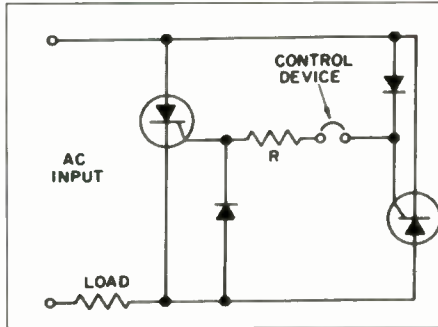 CONTROL
DEVICE
R
AC
INPUT
LOAD